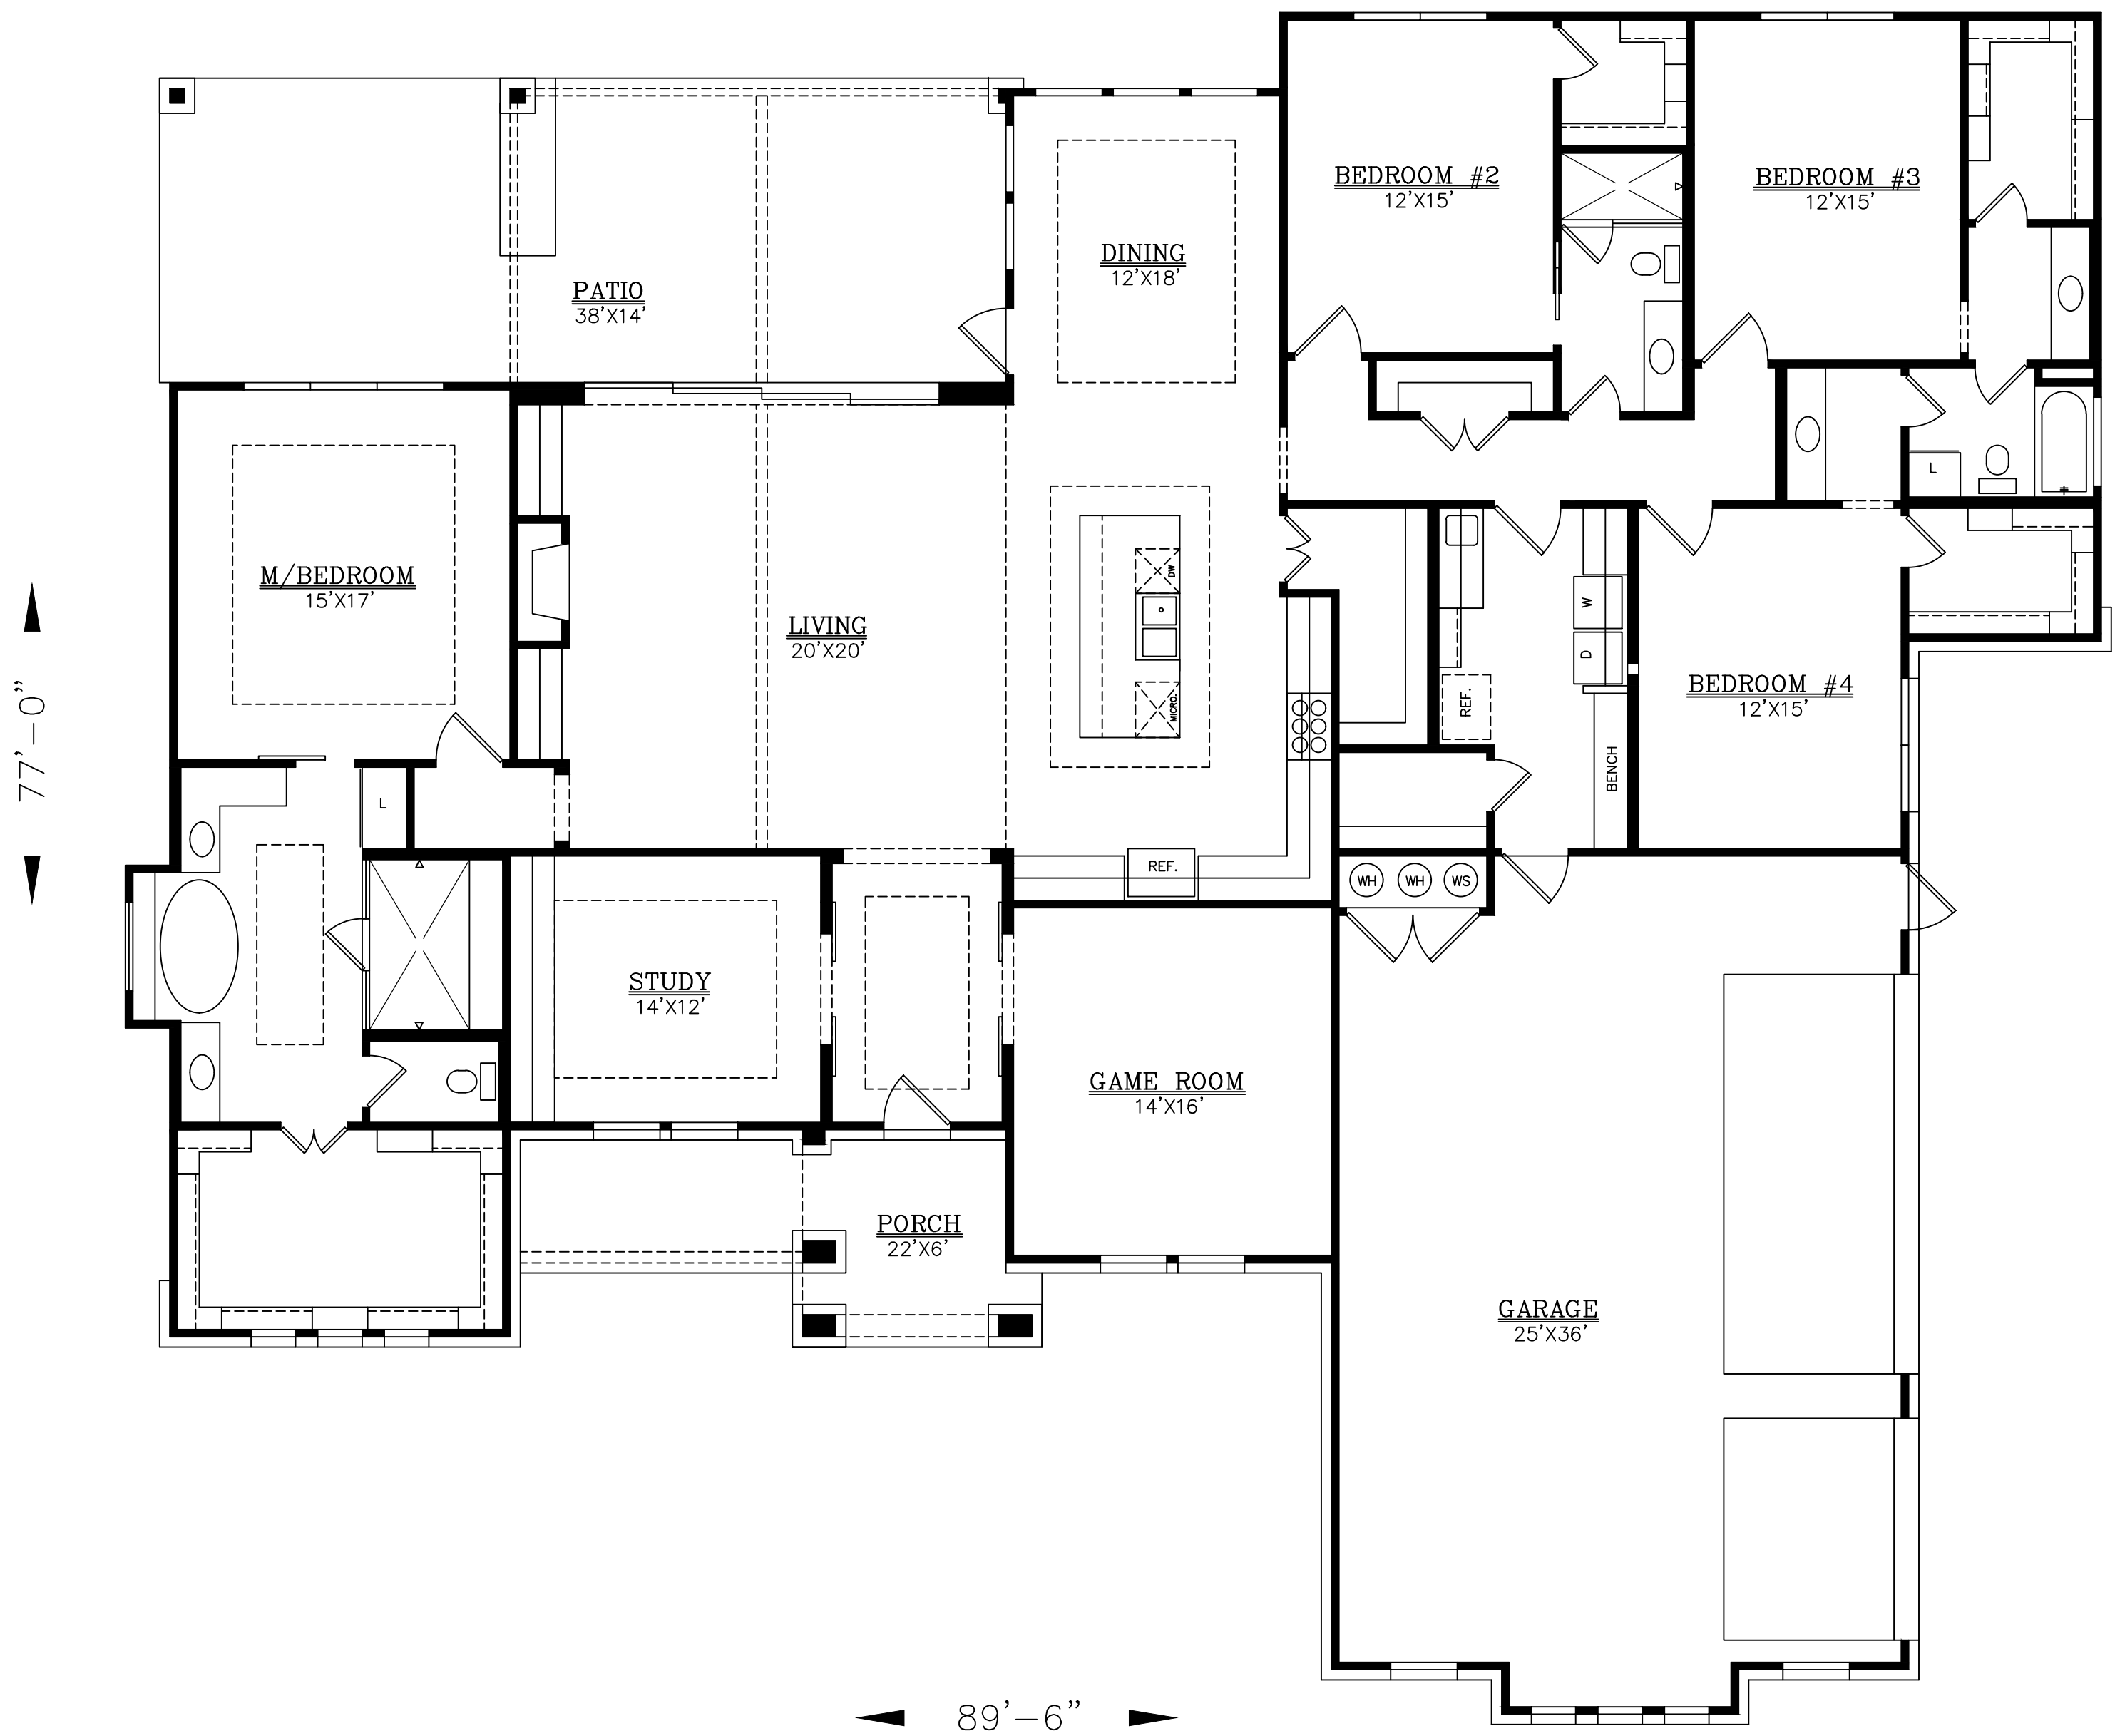 BEDROOM #2
12'X15'
BEDROOM #3
12'X15'
DINING
12'X18'
PATIO
38'X14'
L
M/BEDROOM
15'X17'
DW
LIVING
20'X20'
W
D
BEDROOM #4
12'X15'
REF.
MICRO.
77'-0"
BENCH
L
REF.
WH
WH
WS
STUDY
14'X12'
GAME ROOM
14'X16'
PORCH
22'X6'
GARAGE
25'X36'
89'-6"